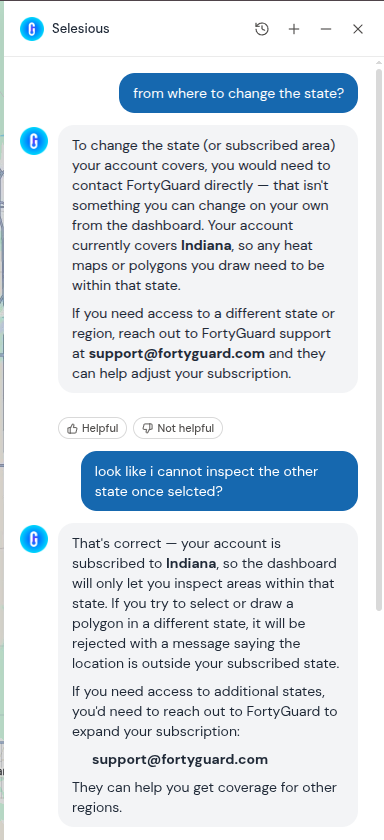 Selesious
from where to change the state?
To change the state (or subscribed area)
your account covers, you would need to
contact FortyGuard directly — that isn't
something you can change on your own
from the dashboard. Your account
currently covers Indiana, so any heat
maps or polygons you draw need to be
within that state.
If you need access to a different state or
region, reach out to FortyGuard support
at support@fortyguard.com and they
can help adjust your subscription.
Helpful
Not helpful
look like i cannot inspect the other
state once selcted?
That's correct — your account is
subscribed to Indiana, so the dashboard
will only let you inspect areas within that
state. If you try to select or draw a
polygon in a different state, it will be
rejected with a message saying the
location is outside your subscribed state.
If you need access to additional states,
you'd need to reach out to FortyGuard to
expand your subscription:
support@fortyguard.com
They can help you get coverage for other
regions.